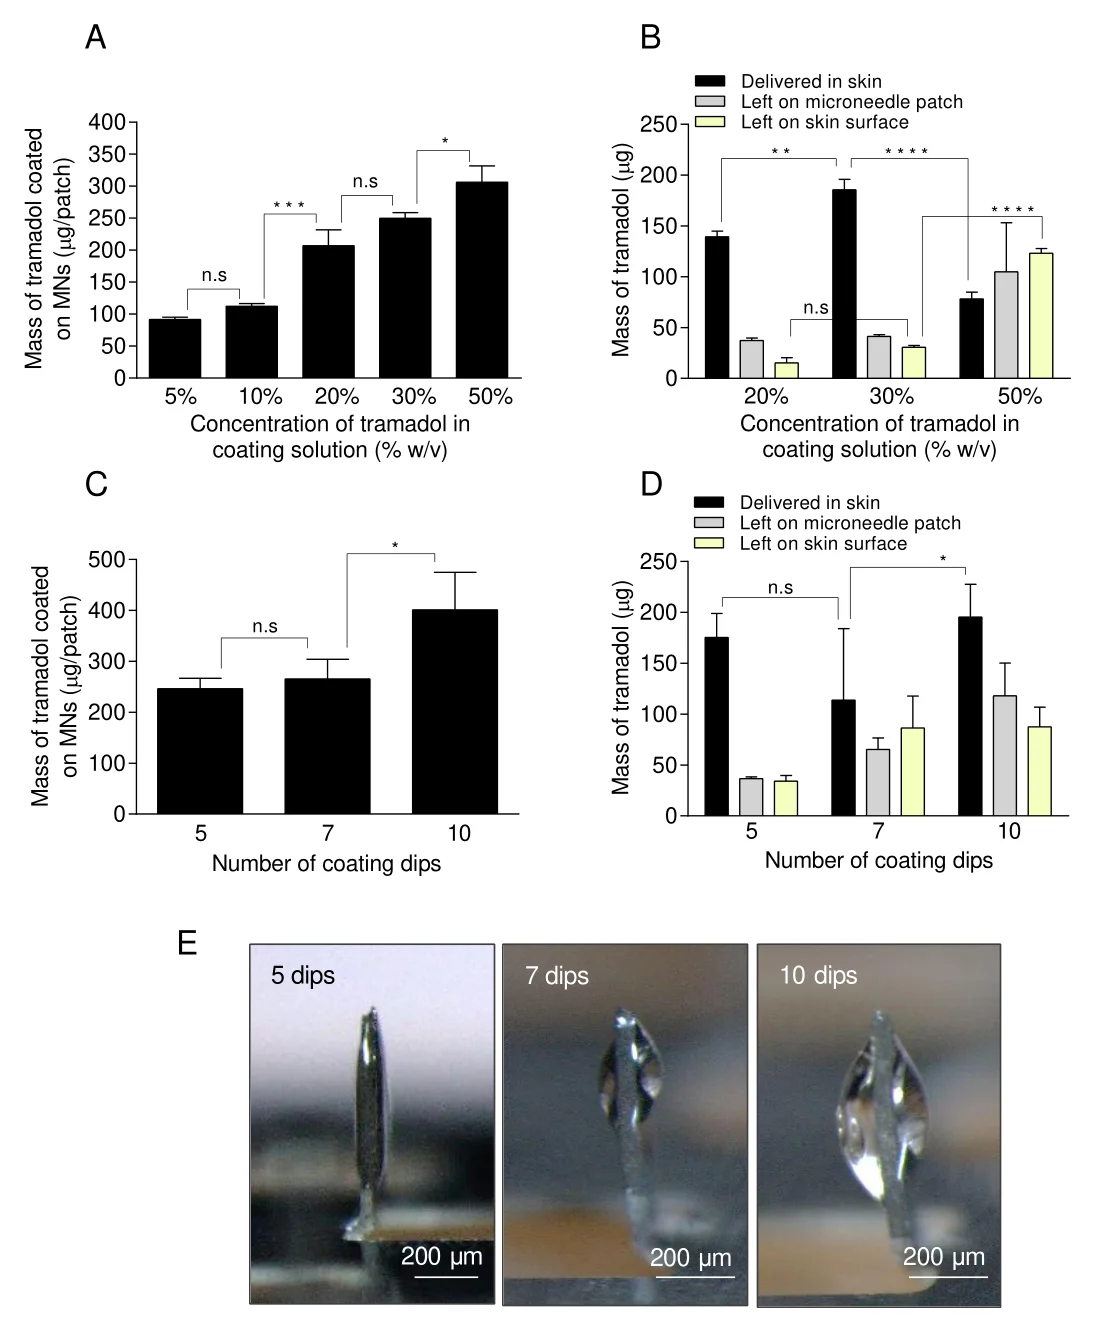 A
400
350
300
250
200
150
100
50
0
Mass of tramadol coated
on MNs (µg/patch)
n.s
* * *
n.s
*
5% 10% 20% 30% 50%
Concentration of tramadol in
coating solution (% w/v)
B
Delivered in skin
Left on microneedle patch
Left on skin surface
250
200
150
100
50
0
Mass of tramadol (µg)
* *
* * * *
* * * *
n.s
20% 30% 50%
Concentration of tramadol in
coating solution (% w/v)
C
500
400
300
200
100
0
Mass of tramadol coated
on MNs (µg/patch)
n.s
*
5 7 10
Number of coating dips
D
Delivered in skin
Left on microneedle patch
Left on skin surface
250
200
150
100
50
0
Mass of tramadol (µg)
n.s
*
5 7 10
Number of coating dips
E
5 dips
200 µm
7 dips
200 µm
10 dips
200 µm